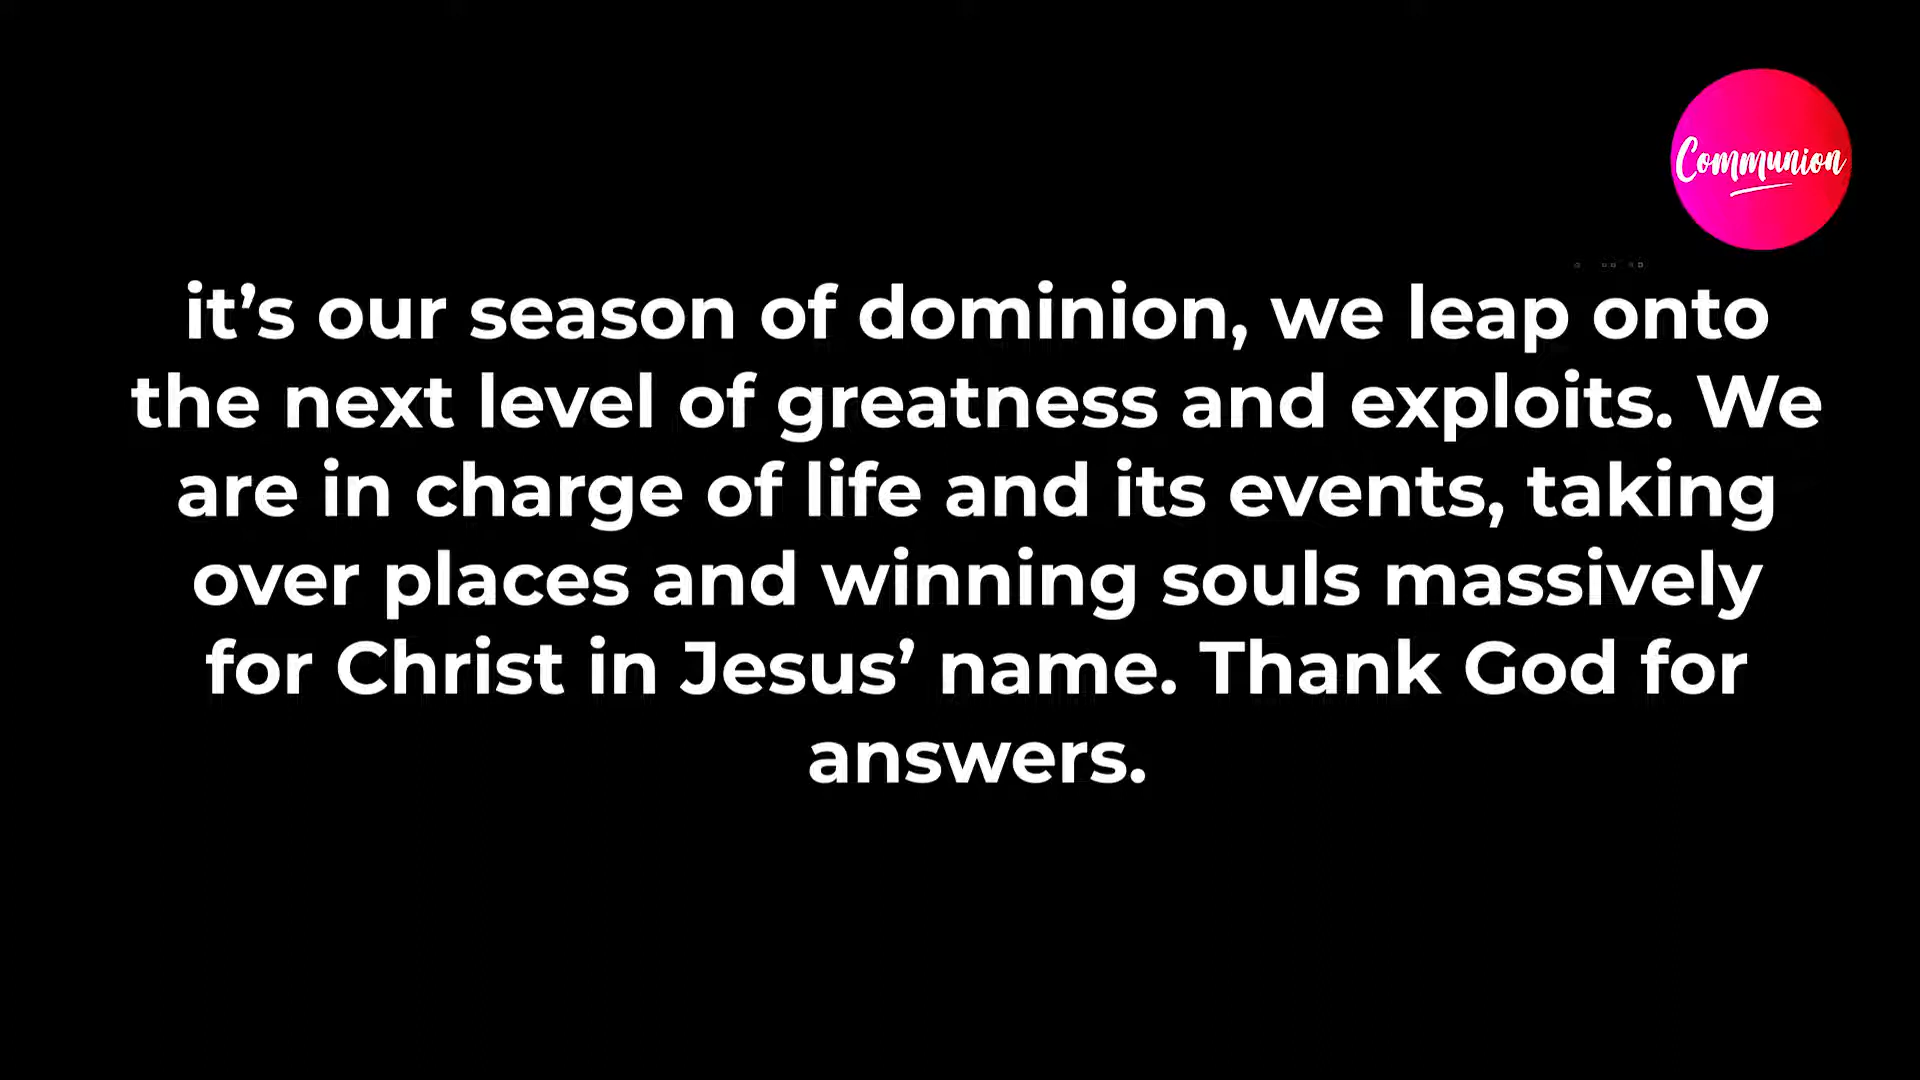 Communion
it’s our season of dominion, we leap onto
the next level of greatness and exploits. We
are in charge of life and its events, taking
over places and winning souls massively
for Christ in Jesus’ name. Thank God for
answers.